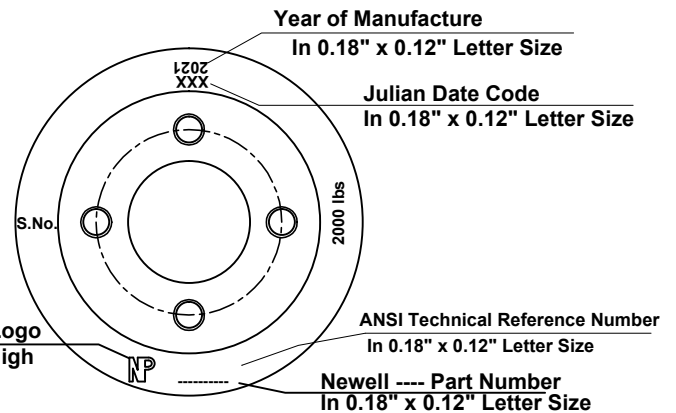 Year of Manufacture
In 0.18" x 0.12" Letter Size
2021
XXX
Julian Date Code
In 0.18" x 0.12" Letter Size
S.No.
2000 lbs
ogo
igh
NP
ANSI Technical Reference Number
In 0.18" x 0.12" Letter Size
----------
Newell ---- Part Number
In 0.18" x 0.12" Letter Size